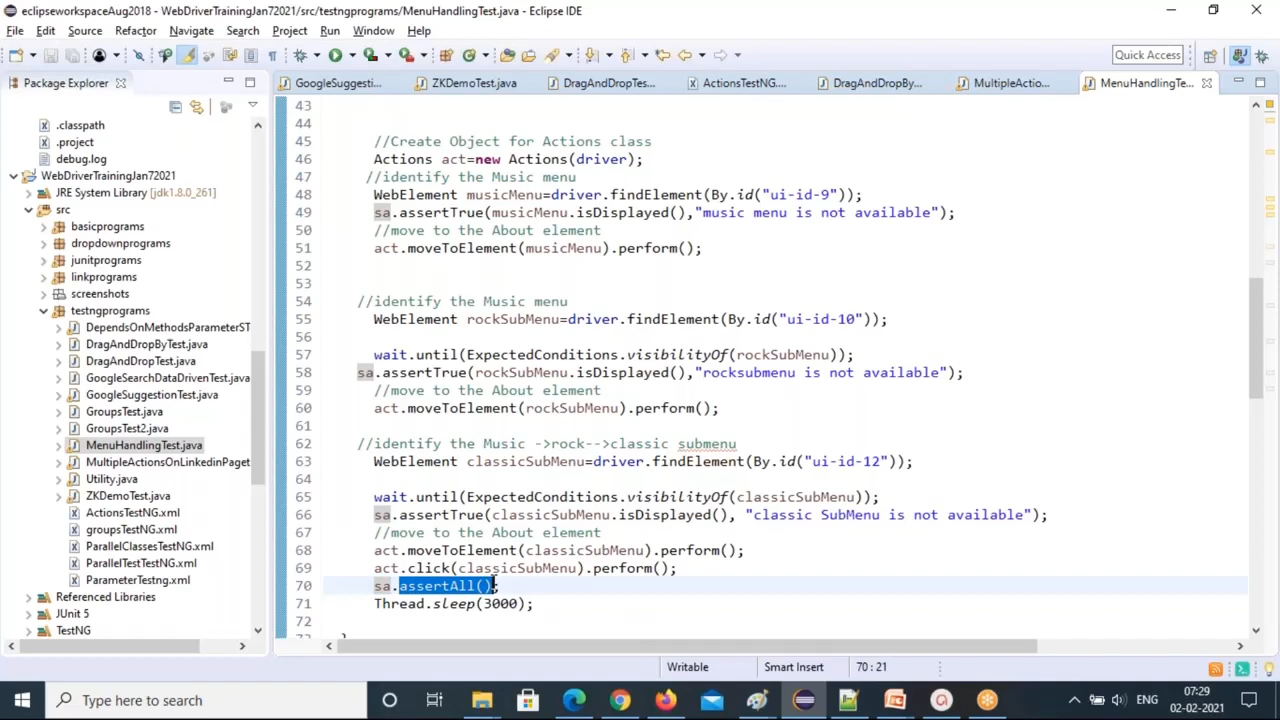 eclipseworkspaceAug2018 - WebDriverTrainingJan72021/src/testngprograms/MenuHandlingTest.java - Eclipse IDE
File Edit Source Refactor Navigate Search Project Run Window Help
Quick Access
Package Explorer
GoogleSuggesti... ZKDemoTest.java DragAndDropTes... ActionsTestNG.... DragAndDropBy... MultipleActio... MenuHandlingTe...
.classpath
.project
debug.log
WebDriverTrainingJan72021
JRE System Library [jdk1.8.0_261]
src
basicprograms
dropdownprograms
junitprograms
linkprograms
screenshots
testngprograms
DependsOnMethodsParameterST
DragAndDropByTest.java
DragAndDropTest.java
GoogleSearchDataDrivenTest.java
GoogleSuggestionTest.java
GroupsTest.java
GroupsTest2.java
MenuHandlingTest.java
MultipleActionsOnLinkedinPaget
Utility.java
ZKDemoTest.java
ActionsTestNG.xml
groupsTestNG.xml
ParallelClassesTestNG.xml
ParallelTestTestNG.xml
ParameterTestng.xml
Referenced Libraries
JUnit 5
TestNG
43
44
45 //Create Object for Actions class
46 Actions act=new Actions(driver);
47 //identify the Music menu
48 WebElement musicMenu=driver.findElement(By.id("ui-id-9"));
49 sa.assertTrue(musicMenu.isDisplayed(),"music menu is not available");
50 //move to the About element
51 act.moveToElement(musicMenu).perform();
52
53
54 //identify the Music menu
55 WebElement rockSubMenu=driver.findElement(By.id("ui-id-10"));
56
57 wait.until(ExpectedConditions.visibilityOf(rockSubMenu));
58 sa.assertTrue(rockSubMenu.isDisplayed(),"rocksubmenu is not available");
59 //move to the About element
60 act.moveToElement(rockSubMenu).perform();
61
62 //identify the Music ->rock-->classic submenu
63 WebElement classicSubMenu=driver.findElement(By.id("ui-id-12"));
64
65 wait.until(ExpectedConditions.visibilityOf(classicSubMenu));
66 sa.assertTrue(classicSubMenu.isDisplayed(), "classic SubMenu is not available");
67 //move to the About element
68 act.moveToElement(classicSubMenu).perform();
69 act.click(classicSubMenu).perform();
70 sa.assertAll();
71 Thread.sleep(3000);
72
73 }
Writable Smart Insert 70 : 21
Type here to search
ENG
07:29
02-02-2021